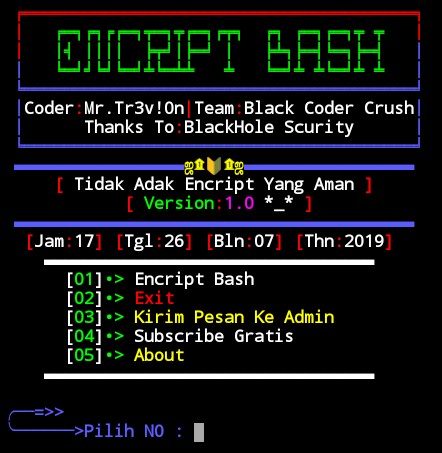 ENCRIPT BASH
Coder:Mr.Tr3v!0n|Team:Black Coder Crush
Thanks To:BlackHole Scurity
[ Tidak Adak Encript Yang Aman ]
[ Version:1.0 *_* ]
[Jam:17] [Tgl:26] [Bln:07] [Thn:2019]
[01]•> Encript Bash
[02]•> Exit
[03]•> Kirim Pesan Ke Admin
[04]•> Subscribe Gratis
[05]•> About
╭──=>>
╰──────>Pilih NO :